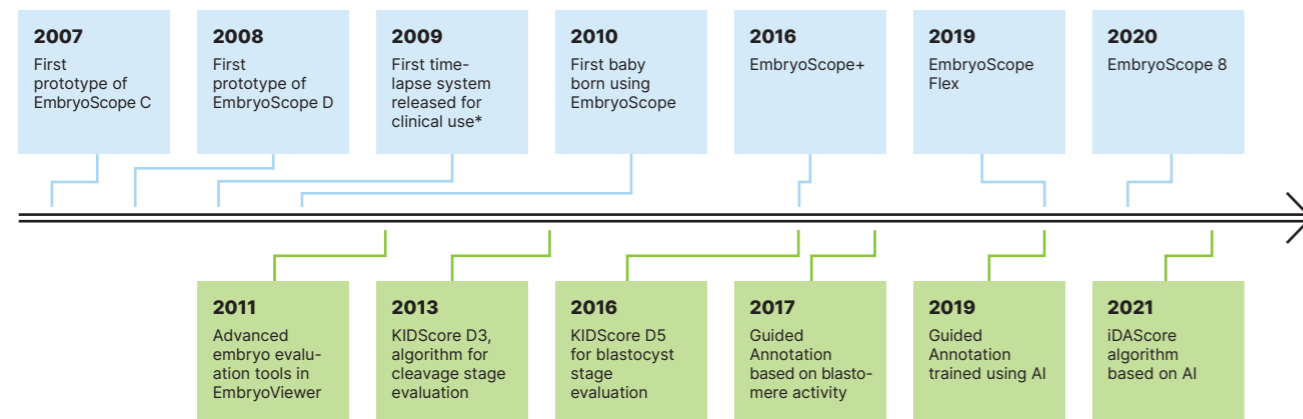 2007
First
prototype of
EmbryoScope C
2008
First
prototype of
EmbryoScope D
2009
First time-
lapse system
released for
clinical use*
2010
First baby
born using
EmbryoScope
2016
EmbryoScope+
2019
EmbryoScope
Flex
2020
EmbryoScope 8
2011
Advanced
embryo evalu-
ation tools in
EmbryoViewer
2013
KIDScore D3,
algorithm for
cleavage stage
evaluation
2016
KIDScore D5
for blastocyst
stage
evaluation
2017
Guided
Annotation
based on blasto-
mere activity
2019
Guided
Annotation
trained using AI
2021
iDAScore
algorithm
based on AI